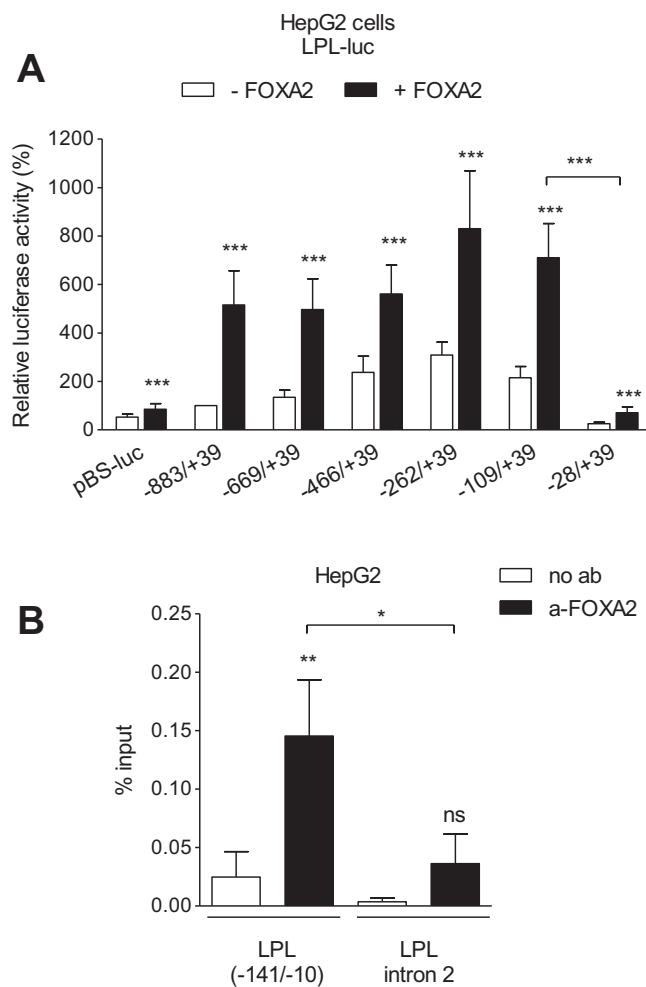 HepG2 cells
LPL-luc
A
- FOXA2 + FOXA2
Relative luciferase activity (%)
1200
1000
800
600
400
200
0
***
***
***
***
***
***
***
***
pBS-luc
-883/+39
-669/+39
-466/+39
-262/+39
-109/+39
-28/+39
B
HepG2
no ab
a-FOXA2
% input
0.25
0.20
0.15
0.10
0.05
0.00
*
**
ns
LPL
(-141/-10)
LPL
intron 2